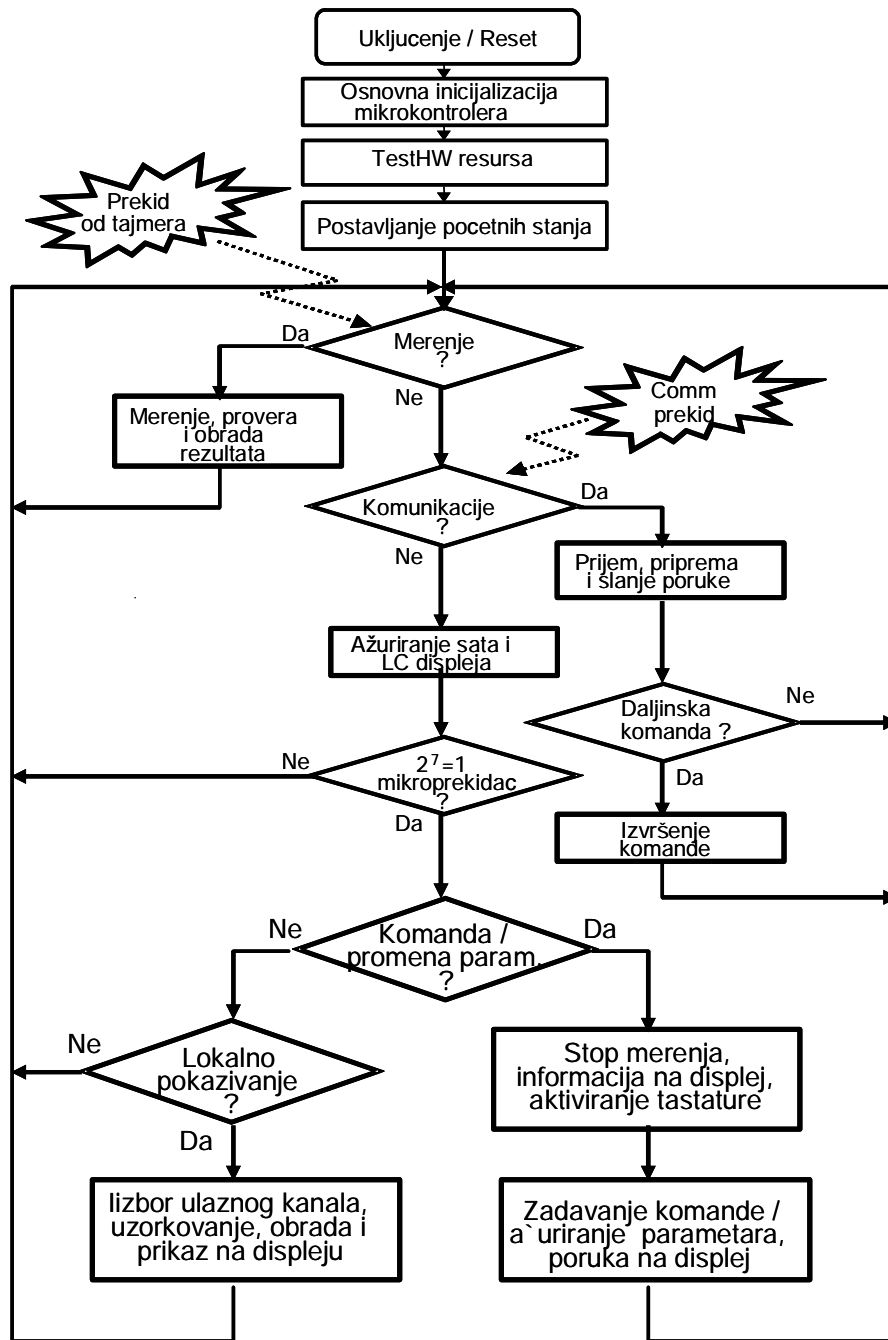 Ukljucenje / Reset
Osnovna inicijalizacija
mikrokontrolera
TestHW resursa
Prekid
od tajmera
Postavljanje pocetnih stanja
Da
Merenje
?
Ne
Merenje, provera
i obrada
rezultata
Comm
prekid
Komunikacije
?
Da
Ne
Prijem, priprema
i šlanje poruke
Ažuriranje sata i
LC displeja
Daljinska
komanda ?
Ne
Da
Ne
2⁷=1
mikroprekidac
?
Da
Izvršenje
komande
Ne
Komanda /
promena param.
?
Da
Ne
Lokalno
pokazivanje
?
Da
Stop merenja,
informacija na displej,
aktiviranje tastature
Iizbor ulaznog kanala,
uzorkovanje, obrada i
prikaz na displeju
Zadavanje komande /
a`uriranje parametara,
poruka na displej